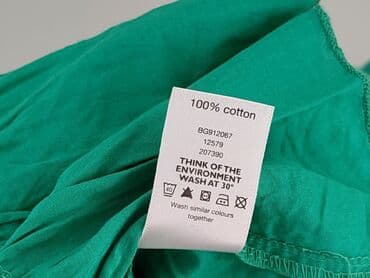 100% cotton
BG912067
12579
207390
THINK OF THE
ENVIRONMENT
WASH AT 30°
Wash similar colours
together